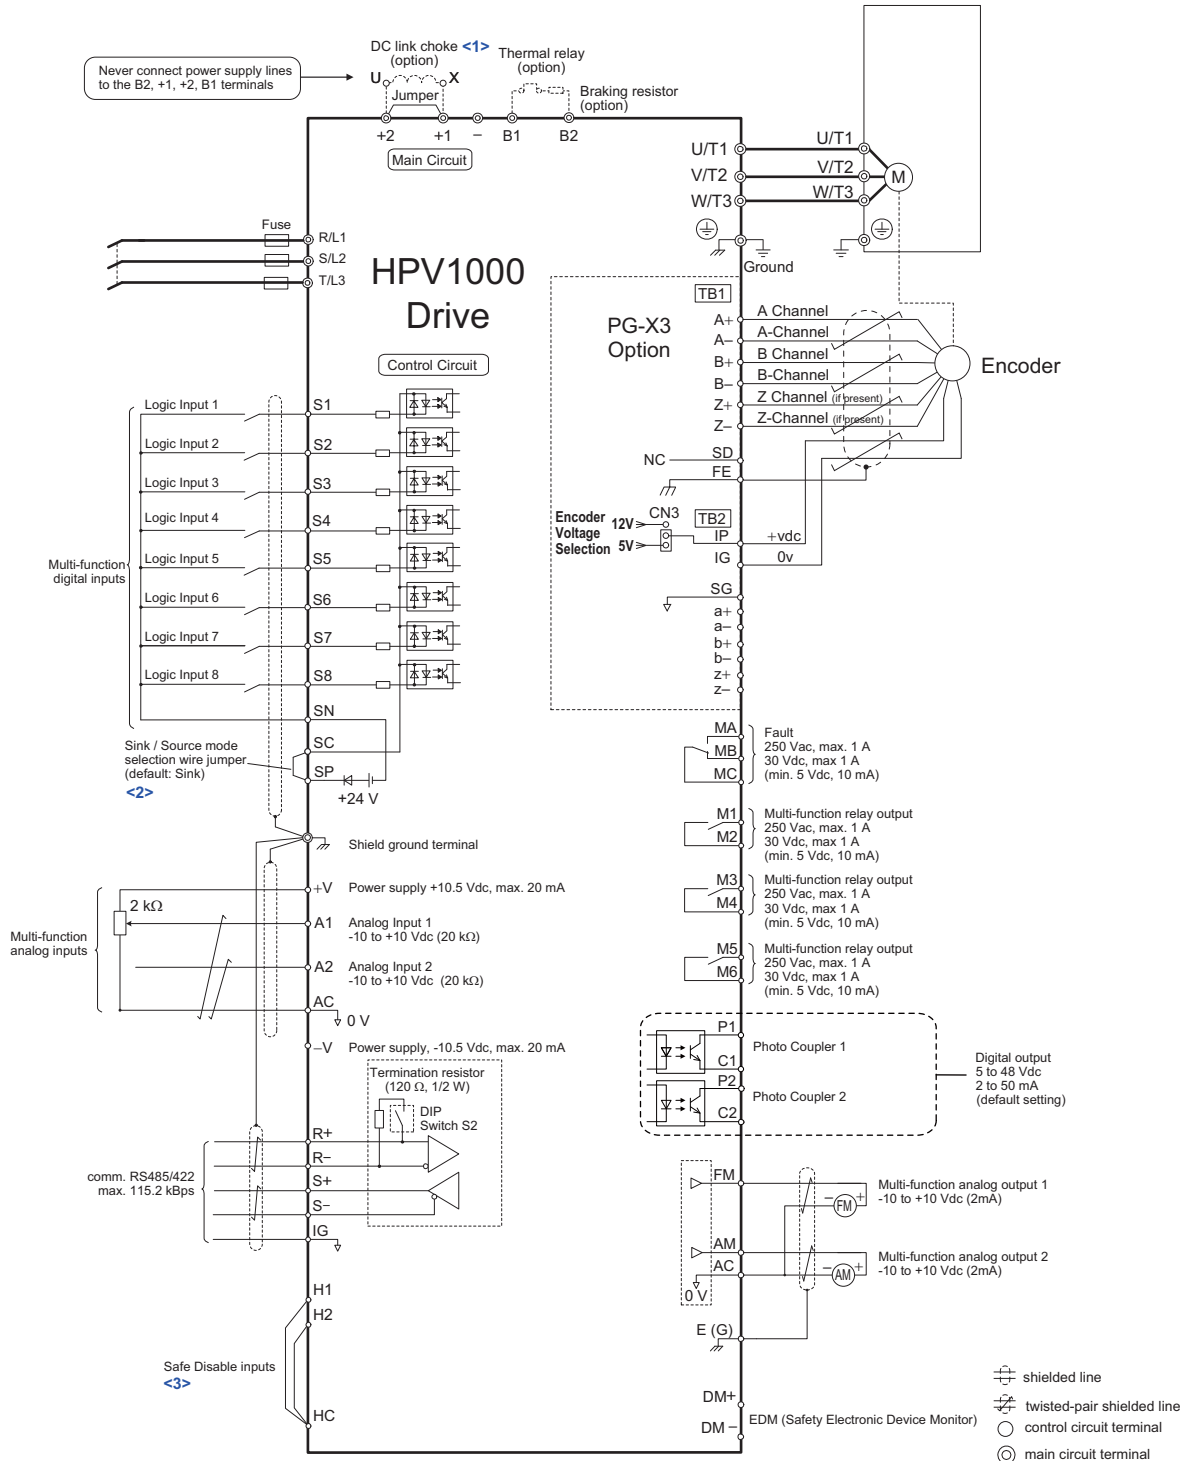 DC link choke <1>
(option)
Thermal relay
(option)
Never connect power supply lines
to the B2, +1, +2, B1 terminals
U
X
Jumper
Braking resistor
(option)
+2
+1
–
B1
B2
Main Circuit
U/T1
V/T2
W/T3
U/T1
V/T2
W/T3
M
Ground
Fuse
R/L1
S/L2
T/L3
HPV1000
Drive
Control Circuit
PG-X3
Option
TB1
A+
A–
B+
B–
Z+
Z–
A Channel
A-Channel
B Channel
B-Channel
Z Channel (if present)
Z-Channel (if present)
Encoder
NC
SD
FE
Encoder
Voltage
Selection
12V
5V
CN3
TB2
IP
IG
+vdc
0v
SG
a+
a–
b+
b–
z+
z–
Multi-function
digital inputs
Logic Input 1
S1
Logic Input 2
S2
Logic Input 3
S3
Logic Input 4
S4
Logic Input 5
S5
Logic Input 6
S6
Logic Input 7
S7
Logic Input 8
S8
SN
SC
SP
+24 V
Sink / Source mode
selection wire jumper
(default: Sink)
<2>
Shield ground terminal
MA
MB
MC
Fault
250 Vac, max. 1 A
30 Vdc, max 1 A
(min. 5 Vdc, 10 mA)
M1
M2
Multi-function relay output
250 Vac, max. 1 A
30 Vdc, max 1 A
(min. 5 Vdc, 10 mA)
M3
M4
Multi-function relay output
250 Vac, max. 1 A
30 Vdc, max 1 A
(min. 5 Vdc, 10 mA)
M5
M6
Multi-function relay output
250 Vac, max. 1 A
30 Vdc, max 1 A
(min. 5 Vdc, 10 mA)
Multi-function
analog inputs
2 kΩ
+V
Power supply +10.5 Vdc, max. 20 mA
A1
Analog Input 1
-10 to +10 Vdc (20 kΩ)
A2
Analog Input 2
-10 to +10 Vdc (20 kΩ)
AC
0 V
–V
Power supply, -10.5 Vdc, max. 20 mA
P1
C1
Photo Coupler 1
P2
C2
Photo Coupler 2
Digital output
5 to 48 Vdc
2 to 50 mA
(default setting)
Termination resistor
(120 Ω, 1/2 W)
DIP
Switch S2
comm. RS485/422
max. 115.2 kBps
R+
R–
S+
S–
IG
FM
FM
–
+
Multi-function analog output 1
-10 to +10 Vdc (2mA)
AM
AC
AM
–
+
Multi-function analog output 2
-10 to +10 Vdc (2mA)
0 V
E (G)
H1
H2
HC
Safe Disable inputs
<3>
DM+
DM –
EDM (Safety Electronic Device Monitor)
shielded line
twisted-pair shielded line
control circuit terminal
main circuit terminal